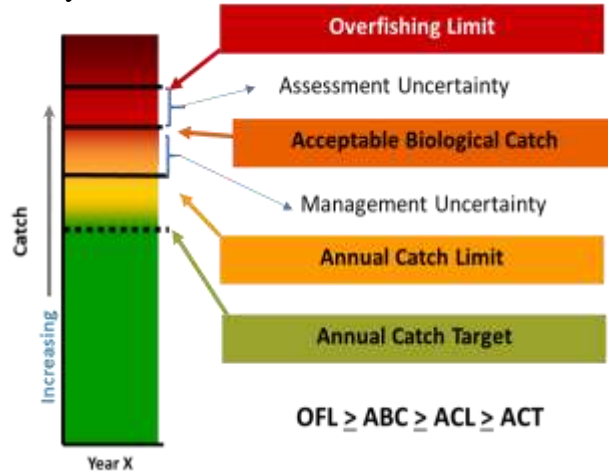 Overfishing Limit
Assessment Uncertainty
Acceptable Biological Catch
Management Uncertainty
Annual Catch Limit
Annual Catch Target
OFL ≥ ABC ≥ ACL ≥ ACT
Catch
Increasing
Year X